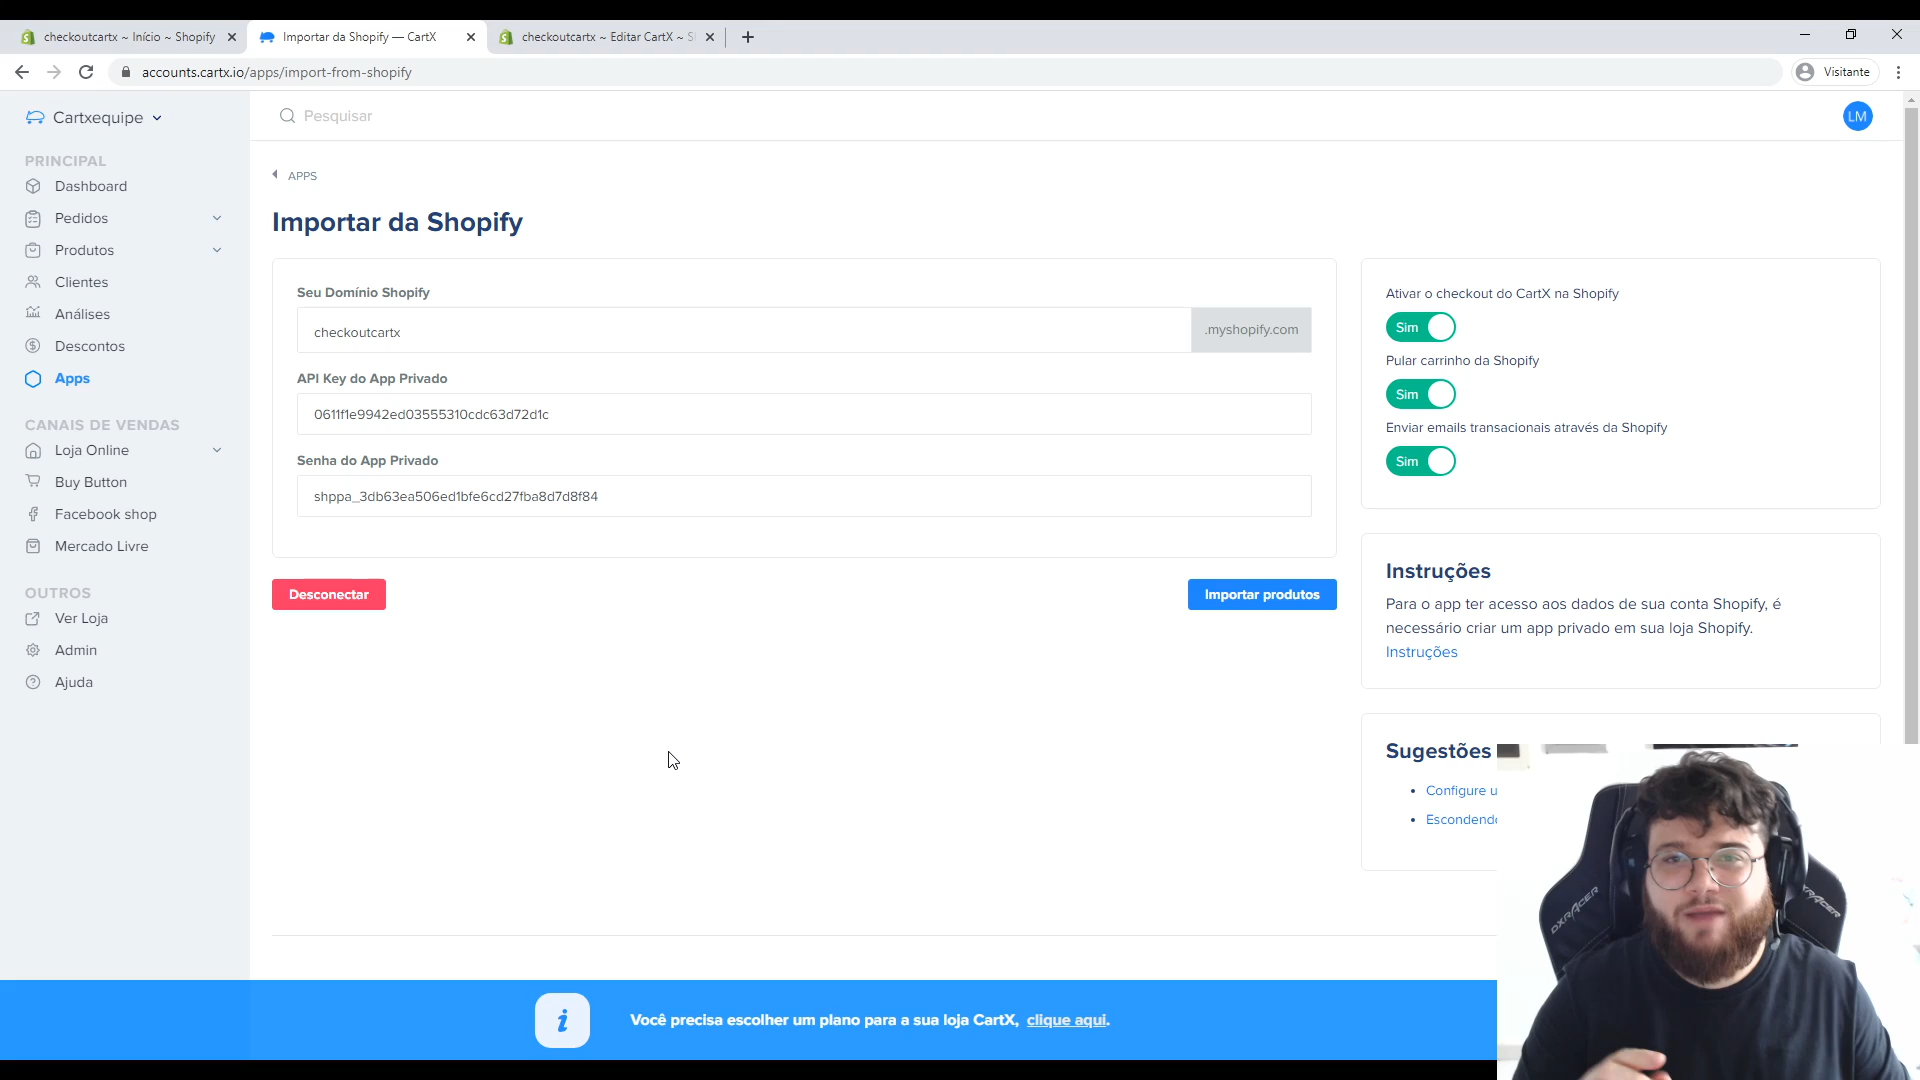 checkoutcartx ~ Início ~ Shopify
Importar da Shopify — CartX
checkoutcartx ~ Editar CartX ~ S
accounts.cartx.io/apps/import-from-shopify
Visitante
Cartxequipe
Pesquisar
LM
PRINCIPAL
Dashboard
Pedidos
Produtos
Clientes
Análises
Descontos
Apps
CANAIS DE VENDAS
Loja Online
Buy Button
Facebook shop
Mercado Livre
OUTROS
Ver Loja
Admin
Ajuda
APPS
Importar da Shopify
Seu Domínio Shopify
checkoutcartx
.myshopify.com
API Key do App Privado
0611f1e9942ed03555310cdc63d72d1c
Senha do App Privado
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
Desconectar
Importar produtos
Ativar o checkout do CartX na Shopify
Sim
Pular carrinho da Shopify
Sim
Enviar emails transacionais através da Shopify
Sim
Instruções
Para o app ter acesso aos dados de sua conta Shopify, é
necessário criar um app privado em sua loja Shopify.
Instruções
Sugestões
Configure u
Escondend
DXRACER
Você precisa escolher um plano para a sua loja CartX, clique aqui.